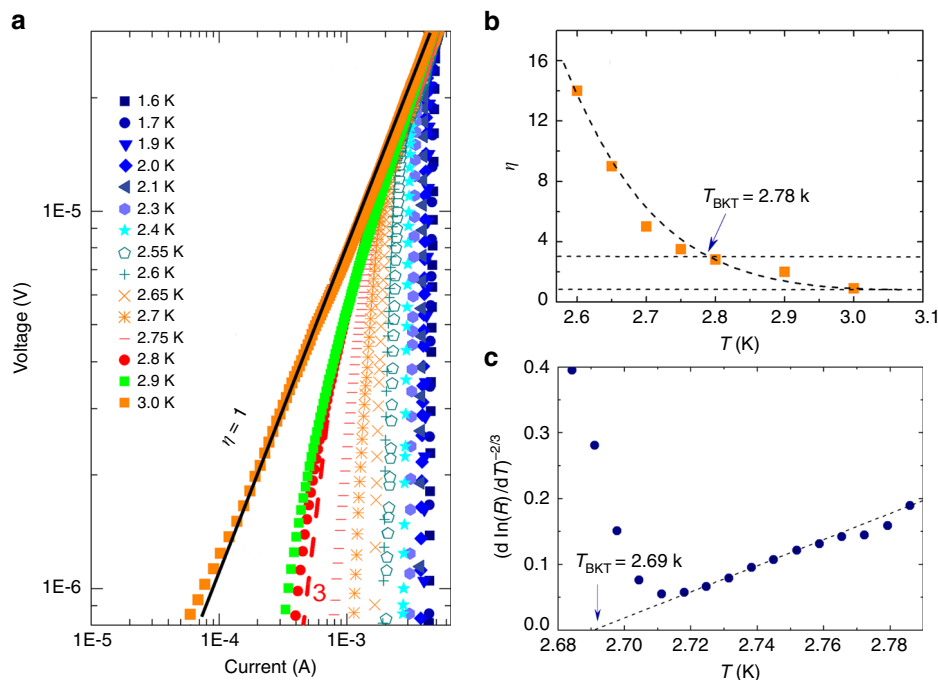 a
Voltage (V)
1E-5
1E-6
1.6 K
1.7 K
1.9 K
2.0 K
2.1 K
2.3 K
2.4 K
2.55 K
2.6 K
2.65 K
2.7 K
2.75 K
2.8 K
2.9 K
3.0 K
η = 1
3
1E-5 1E-4 1E-3
Current (A)
b
η
16
12
8
4
0
T_BKT = 2.78 k
2.6 2.7 2.8 2.9 3.0 3.1
T (K)
c
(d ln(R)/dT)^–2/3
0.4
0.3
0.2
0.1
0.0
T_BKT = 2.69 k
2.68 2.70 2.72 2.74 2.76 2.78
T (K)